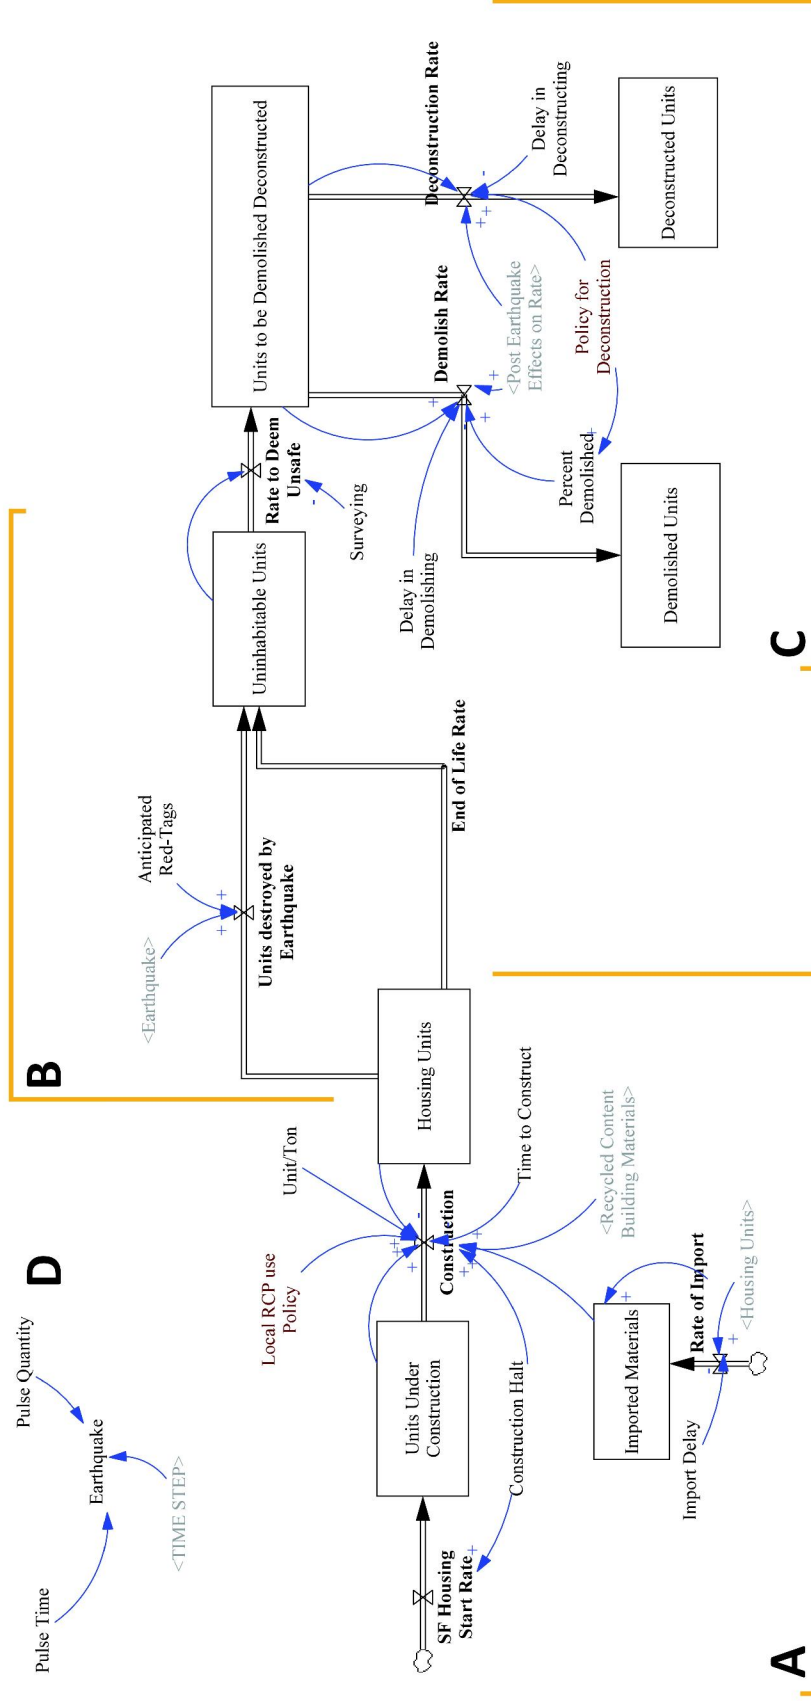 D
Pulse Time
Pulse Quantity
Earthquake
<TIME STEP>
B
<Earthquake>
Anticipated
Red-Tags
+
+
Units destroyed by
Earthquake
Uninhabitable Units
Rate to Deem
Unsafe
-
Surveying
Units to be Demolished Deconstructed
End of Life Rate
Local RCP use
Policy
Unit/Ton
SF Housing
Start Rate
+
Units Under
Construction
+
+
+
-
Construction
+
+
+
Housing Units
Construction Halt
Time to Construct
<Recycled Content
Building Materials>
Imported Materials
+
Rate of Import
-
+
Import Delay
<Housing Units>
A
Delay in
Demolishing
+
-
+
+
Demolish Rate
<Post Earthquake
Effects on Rate>
Percent
Demolished
+
Policy for
Deconstruction
Deconstruction Rate
+
+
-
Delay in
Deconstructing
Demolished Units
Deconstructed Units
C